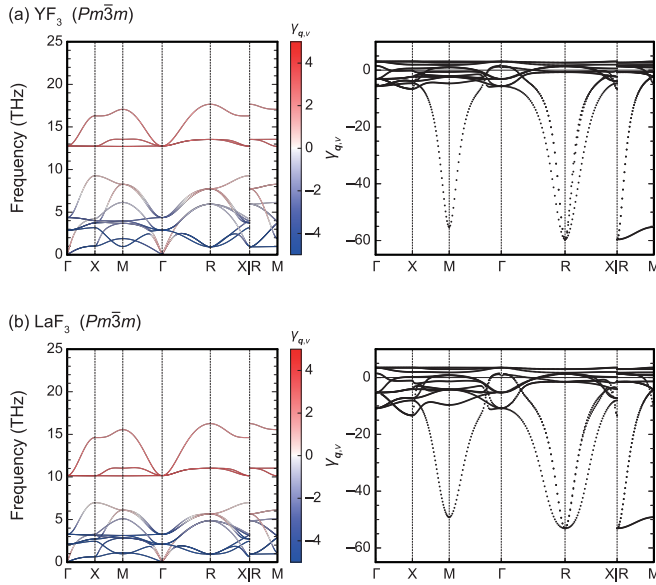 (a) YF₃ (Pm3̅m)
γq,ν
Frequency (THz)
25
20
15
10
5
0
4
2
0
−2
−4
Γ X M Γ R X|R M
γq,ν
0
−20
−40
−60
Γ X M Γ R X|R M
(b) LaF₃ (Pm3̅m)
γq,ν
Frequency (THz)
25
20
15
10
5
0
4
2
0
−2
−4
Γ X M Γ R X|R M
γq,ν
0
−20
−40
−60
Γ X M Γ R X|R M